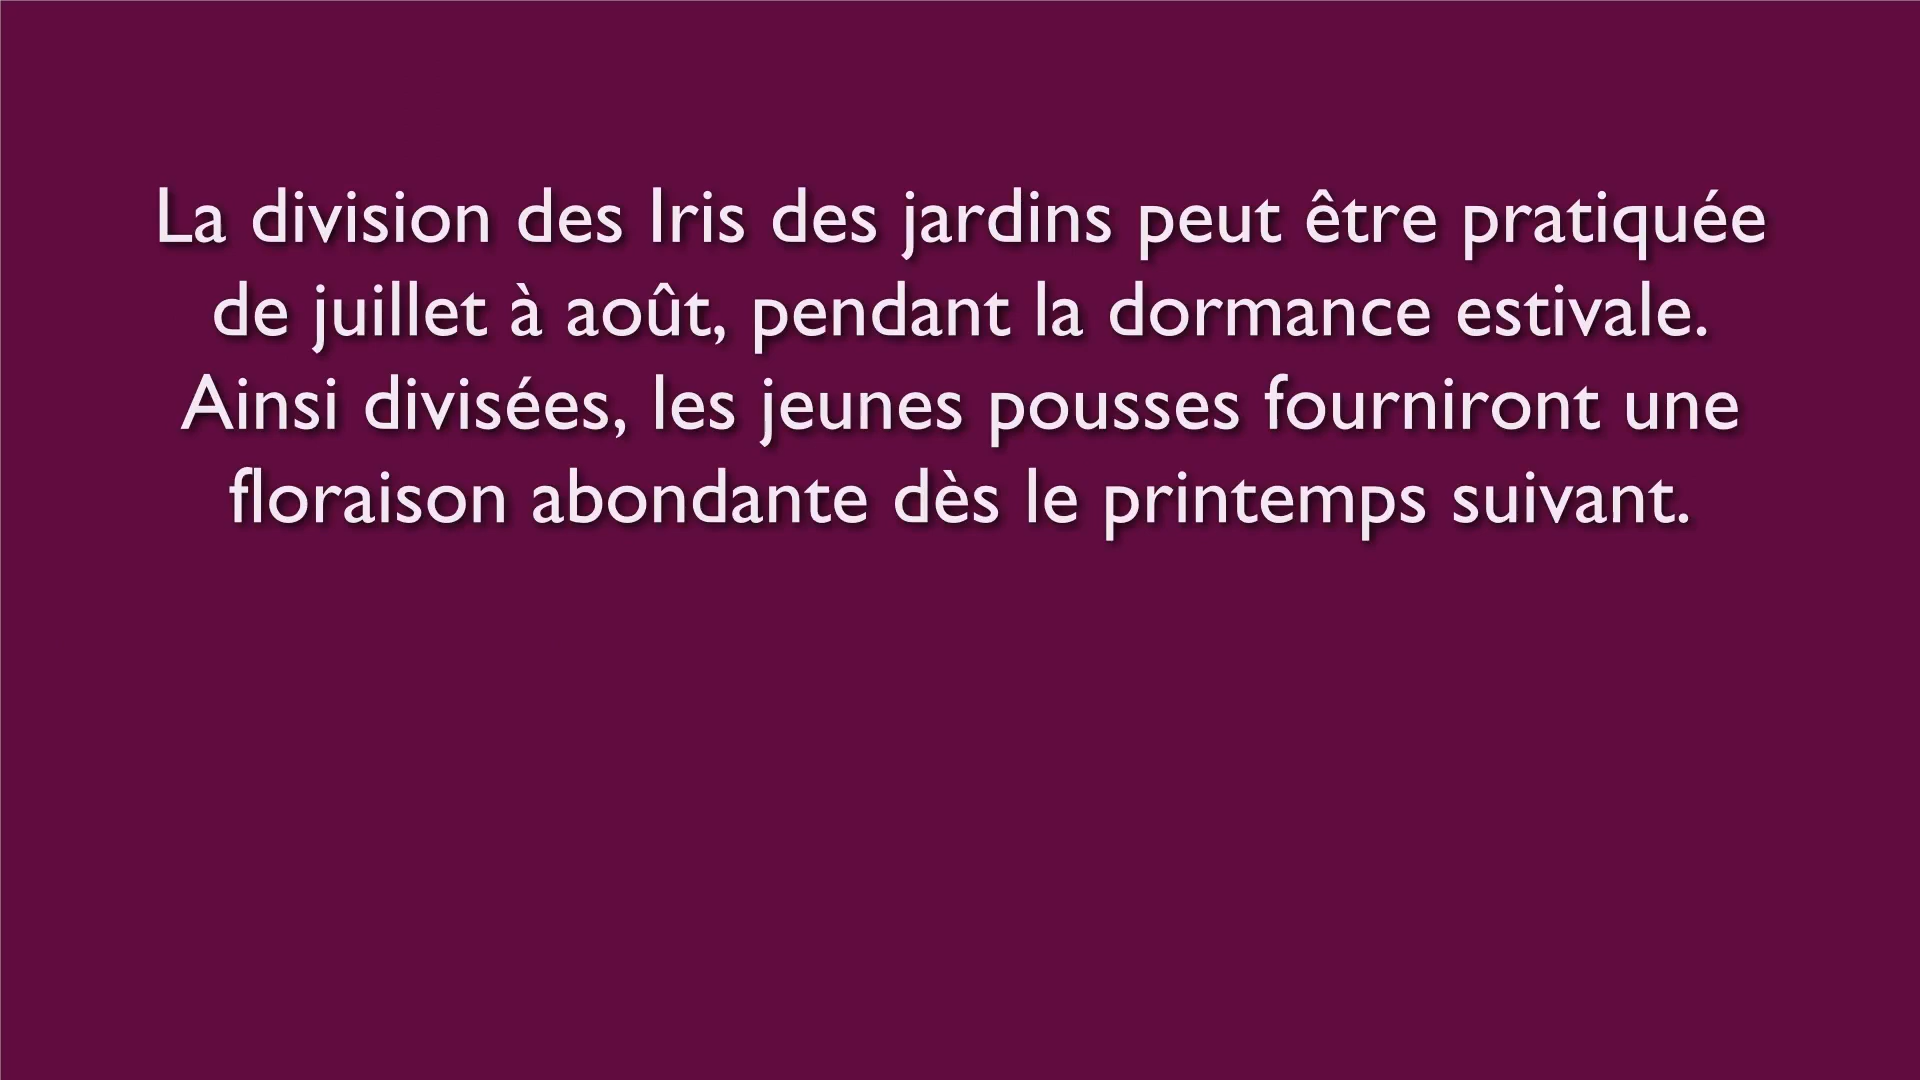 La division des Iris des jardins peut être pratiquée
de juillet à août, pendant la dormance estivale.
Ainsi divisées, les jeunes pousses fourniront une
floraison abondante dès le printemps suivant.